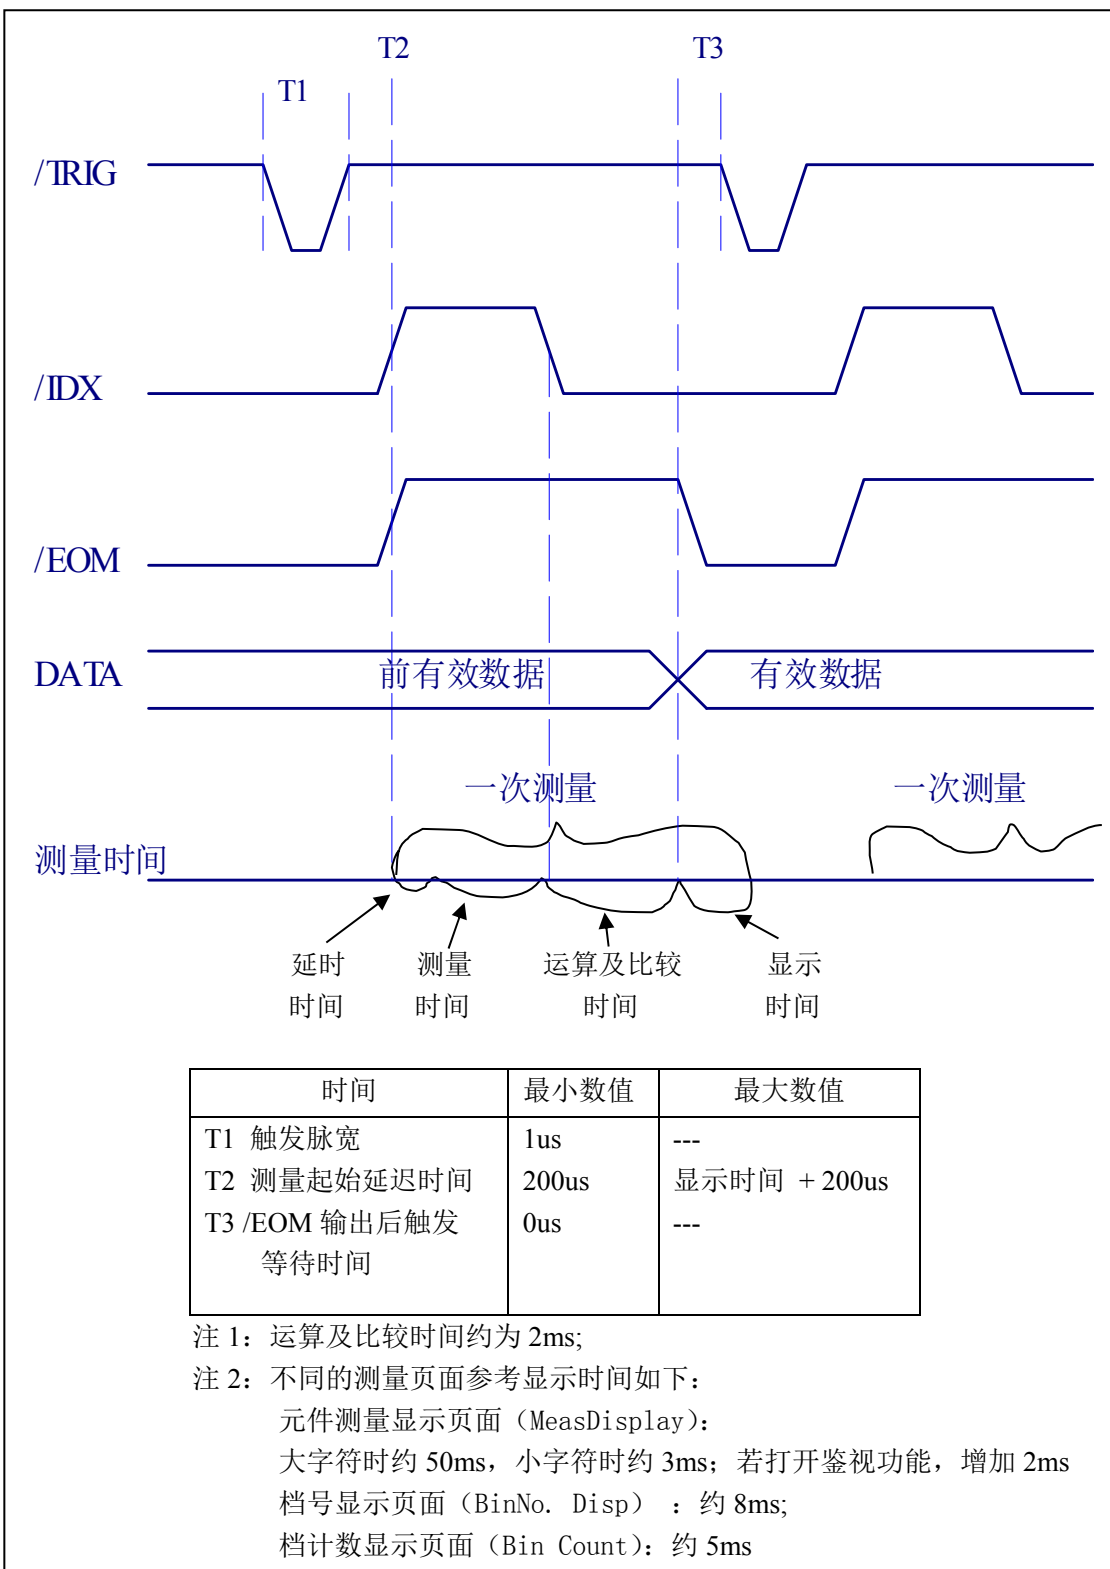 T2 T3
T1
/TRIG
/IDX
/EOM
DATA 前有效数据 有效数据
一次测量 一次测量
测量时间
延时 测量 运算及比较 显示
时间 时间 时间 时间
时间 最小数值 最大数值
T1 触发脉宽 1us ---
T2 测量起始延迟时间 200us 显示时间 + 200us
T3 /EOM 输出后触发 0us ---
等待时间
注 1：运算及比较时间约为 2ms;
注 2：不同的测量页面参考显示时间如下：
元件测量显示页面（MeasDisplay）：
大字符时约 50ms，小字符时约 3ms；若打开鉴视功能，增加 2ms
档号显示页面（BinNo. Disp） ：约 8ms;
档计数显示页面（Bin Count）：约 5ms